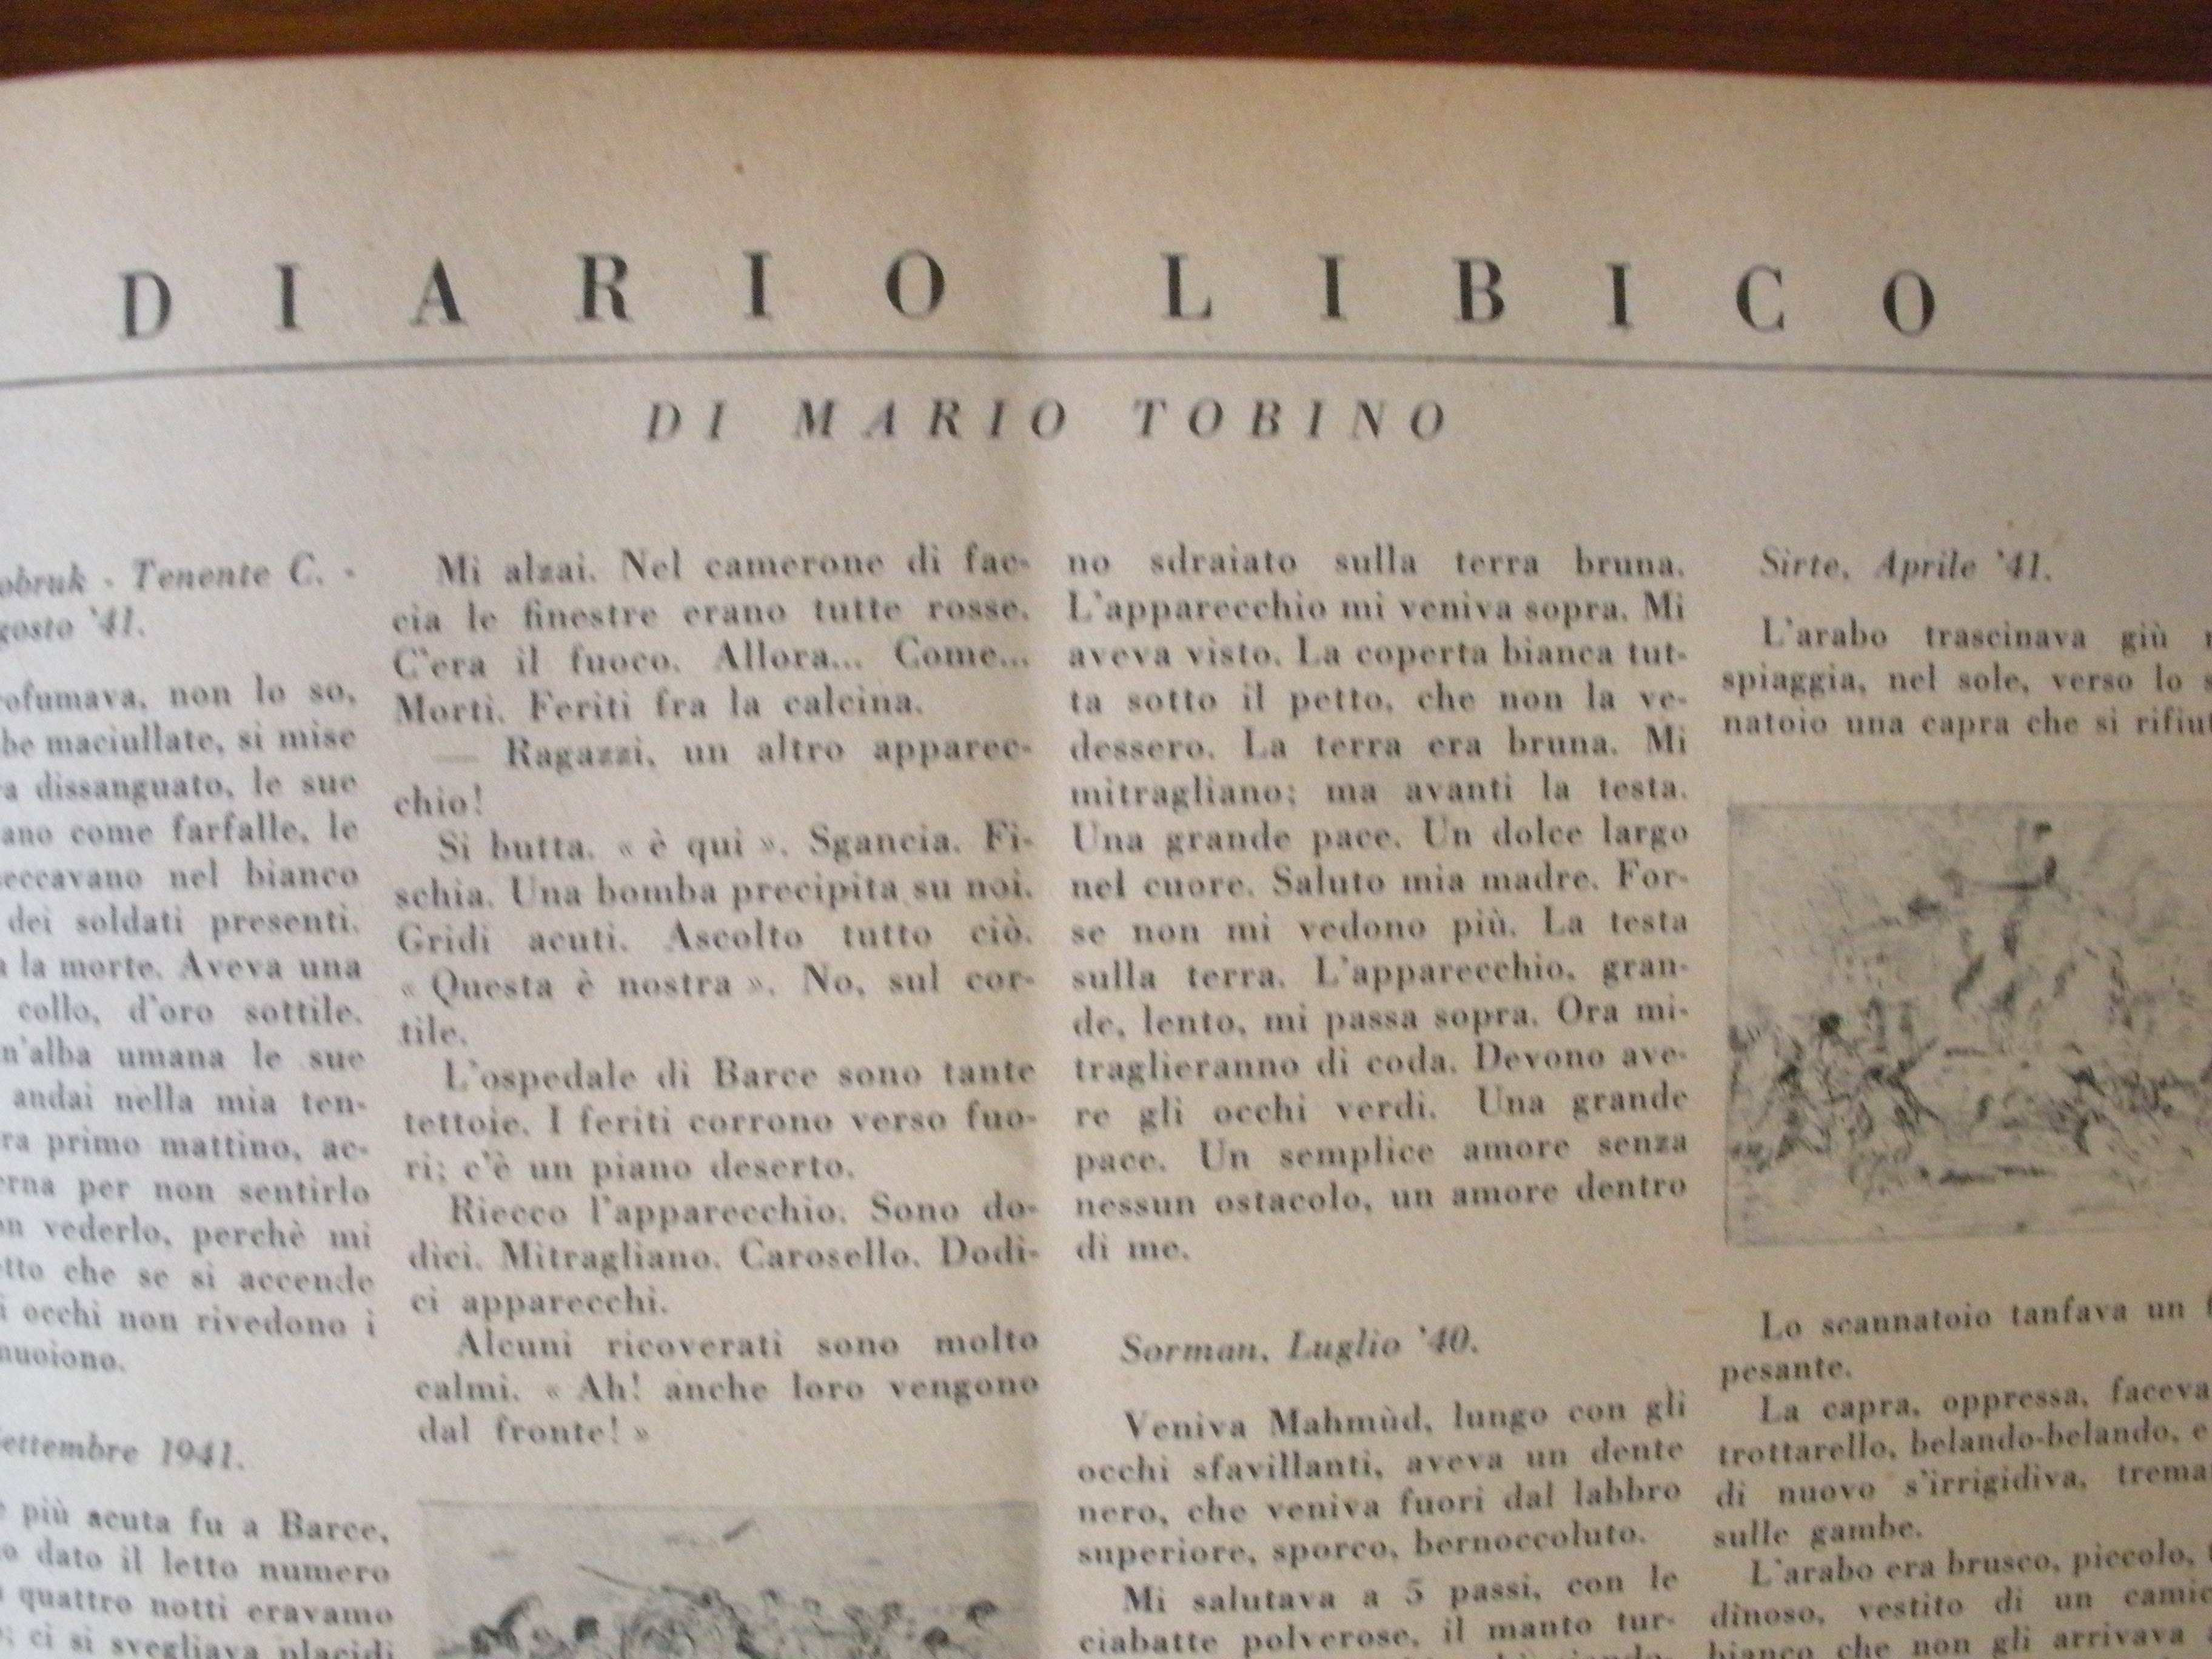 DIARIO LIBICO
DI MARIO TOBINO
obruk - Tenente C. -
gosto '41.
rofumava, non lo so,
be maciullate, si mise
a dissanguato, le sue
ano come farfalle, le
eccavano nel bianco
dei soldati presenti.
a la morte. Aveva una
collo, d'oro sottile.
n'alba umana le sue
andai nella mia ten-
ra primo mattino, ac-
erna per non sentirlo
on vederlo, perchè mi
etto che se si accende
i occhi non rivedono i
muoiono.
ettembre 1941.
e più acuta fu a Barce,
o dato il letto numero
quattro notti eravamo
; ci si svegliava placidi
Mi alzai. Nel camerone di fac-
cia le finestre erano tutte rosse.
C'era il fuoco. Allora... Come...
Morti. Feriti fra la calcina.
— Ragazzi, un altro apparec-
chio!
Si butta. « è qui ». Sgancia. Fi-
schia. Una bomba precipita su noi.
Gridi acuti. Ascolto tutto ciò.
« Questa è nostra ». No, sul cor-
tile.
L'ospedale di Barce sono tante
tettoie. I feriti corrono verso fuo-
ri; c'è un piano deserto.
Riecco l'apparecchio. Sono do-
dici. Mitragliano. Carosello. Dodi-
ci apparecchi.
Alcuni ricoverati sono molto
calmi. « Ah! anche loro vengono
dal fronte! »
no sdraiato sulla terra bruna.
L'apparecchio mi veniva sopra. Mi
aveva visto. La coperta bianca tut-
ta sotto il petto, che non la ve-
dessero. La terra era bruna. Mi
mitragliano; ma avanti la testa.
Una grande pace. Un dolce largo
nel cuore. Saluto mia madre. For-
se non mi vedono più. La testa
sulla terra. L'apparecchio, gran-
de, lento, mi passa sopra. Ora mi-
traglieranno di coda. Devono ave-
re gli occhi verdi. Una grande
pace. Un semplice amore senza
nessun ostacolo, un amore dentro
di me.
Sorman, Luglio '40.
Veniva Mahmùd, lungo con gli
occhi sfavillanti, aveva un dente
nero, che veniva fuori dal labbro
superiore, sporco, bernoccoluto.
Mi salutava a 5 passi, con le
ciabatte polverose, il manto tur-
Sirte, Aprile '41.
L'arabo trascinava giù
spiaggia, nel sole, verso lo s
natoio una capra che si rifiut
Lo scannatoio tanfava un
pesante.
La capra, oppressa, faceva
trottarello, belando-belando, e
di nuovo s'irrigidiva, trema
sulle gambe.
L'arabo era brusco, piccolo,
dinoso, vestito di un camic
bianco che non gli arrivava